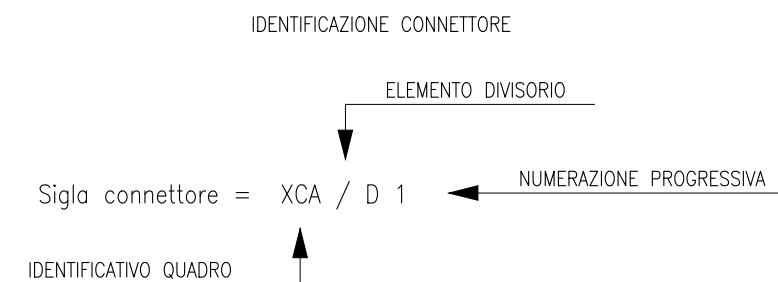 IDENTIFICAZIONE CONNETTORE
ELEMENTO DIVISORIO
Sigla connettore = XCA / D 1
NUMERAZIONE PROGRESSIVA
IDENTIFICATIVO QUADRO